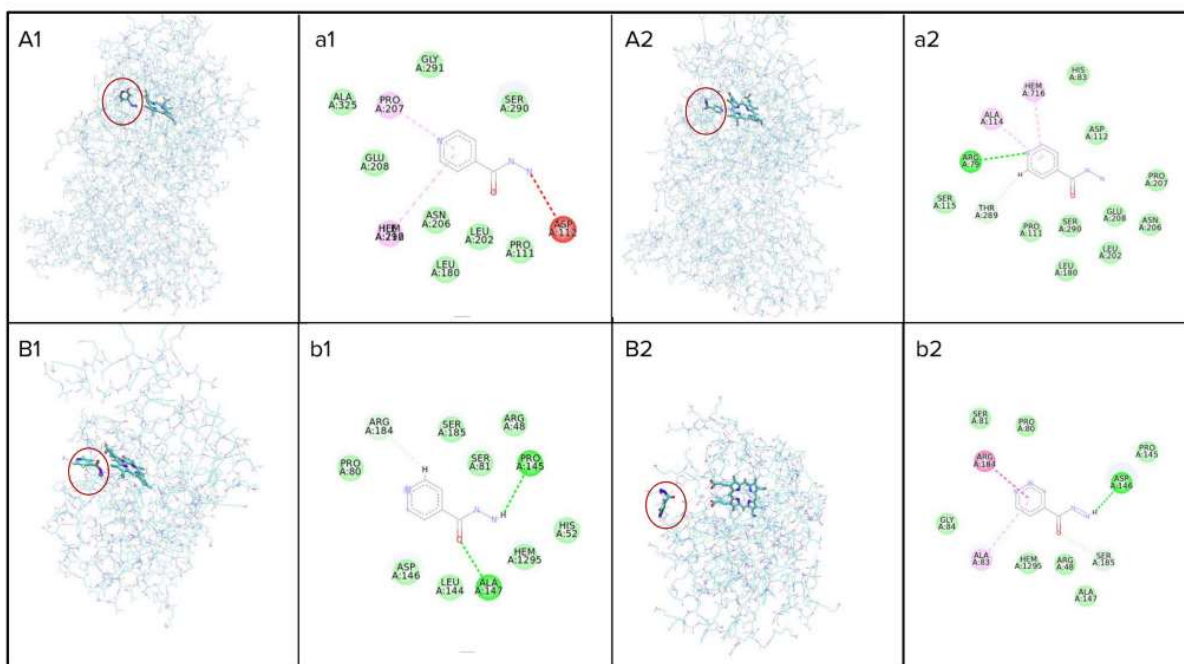 A1
a1
GLY
A:291
ALA
A:325
PRO
A:207
SER
A:290
GLU
A:208
ASN
A:206
LEU
A:202
PRO
A:111
LEU
A:180
ASP
N
N
N
O
A2
a2
HIS
A:83
HEM
A:716
ALA
A:114
ASP
A:112
ARG
A:79
PRO
A:207
SER
A:115
THR
A:289
H
PRO
A:111
SER
A:290
GLU
A:208
ASN
A:206
LEU
A:202
LEU
A:180
B1
b1
ARG
A:184
SER
A:185
ARG
A:48
PRO
A:80
SER
A:81
PRO
A:145
H
H
HIS
A:52
HEM
A:1295
ASP
A:146
LEU
A:144
ALA
A:147
B2
b2
SER
A:81
PRO
A:80
PRO
A:145
ARG
A:184
ASP
A:146
H
GLY
A:84
ALA
A:83
HEM
A:1295
ARG
A:48
SER
A:185
ALA
A:147